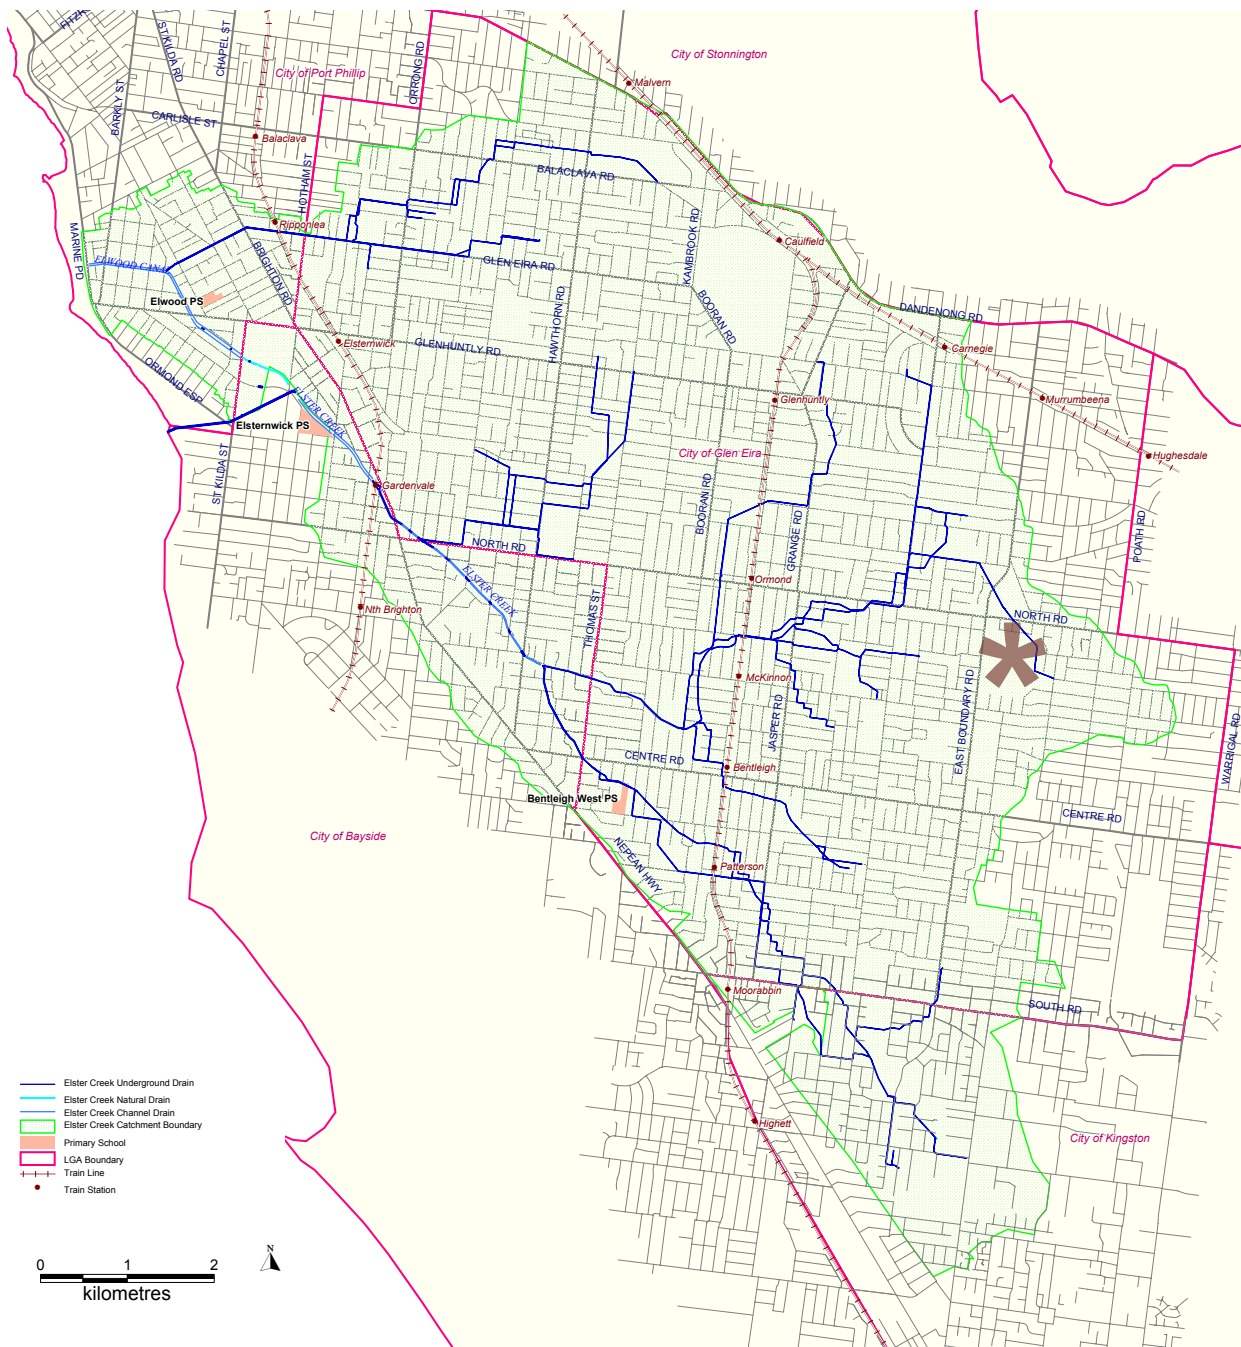 FITZR
ST KILDA RD
CHAPEL ST
BARKLY ST
CARLISLE ST
ORRONG RD
HOTHAM ST
City of Port Phillip
City of Stonnington
Malvern
Balaclava
BALACLAVA RD
Ripponlea
MARINE PD
ELWOOD CANAL
BRIGHTON RD
GLEN EIRA RD
KAMBROOK RD
Caulfield
Elwood PS
HAWTHORN RD
BOORAN RD
DANDENONG RD
Elsternwick
GLENHUNTLY RD
Carnegie
ORMOND ESP
ELSTER CREEK
Glenhuntly
Murrumbeena
Elsternwick PS
ST KILDA ST
City of Glen Eira
Hughesdale
Gardenvale
BOORAN RD
GRANGE RD
POATH RD
NORTH RD
ELSTER CREEK
Ormond
Nth Brighton
THOMAS ST
NORTH RD
McKinnon
JASPER RD
EAST BOUNDARY RD
WARRIGAL RD
CENTRE RD
Bentleigh
Bentleigh West PS
CENTRE RD
City of Bayside
NEPEAN HWY
Patterson
Moorabbin
SOUTH RD
Highett
City of Kingston
Elster Creek Underground Drain
Elster Creek Natural Drain
Elster Creek Channel Drain
Elster Creek Catchment Boundary
Primary School
LGA Boundary
Train Line
Train Station
N
0 1 2
kilometres